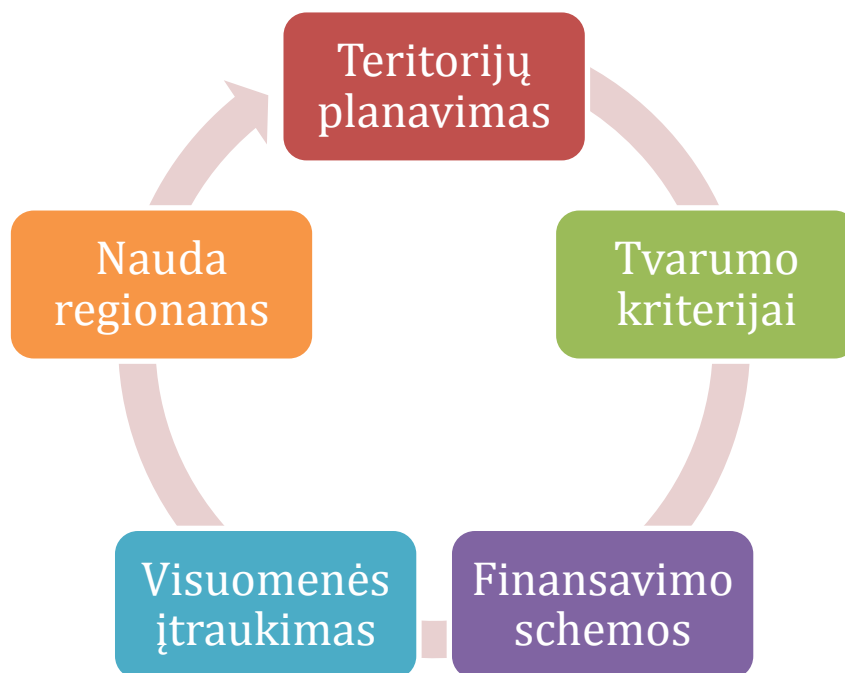 Teritorijų
planavimas
Tvarumo
kriterijai
Finansavimo
schemos
Visuomenės
įtraukimas
Nauda
regionams